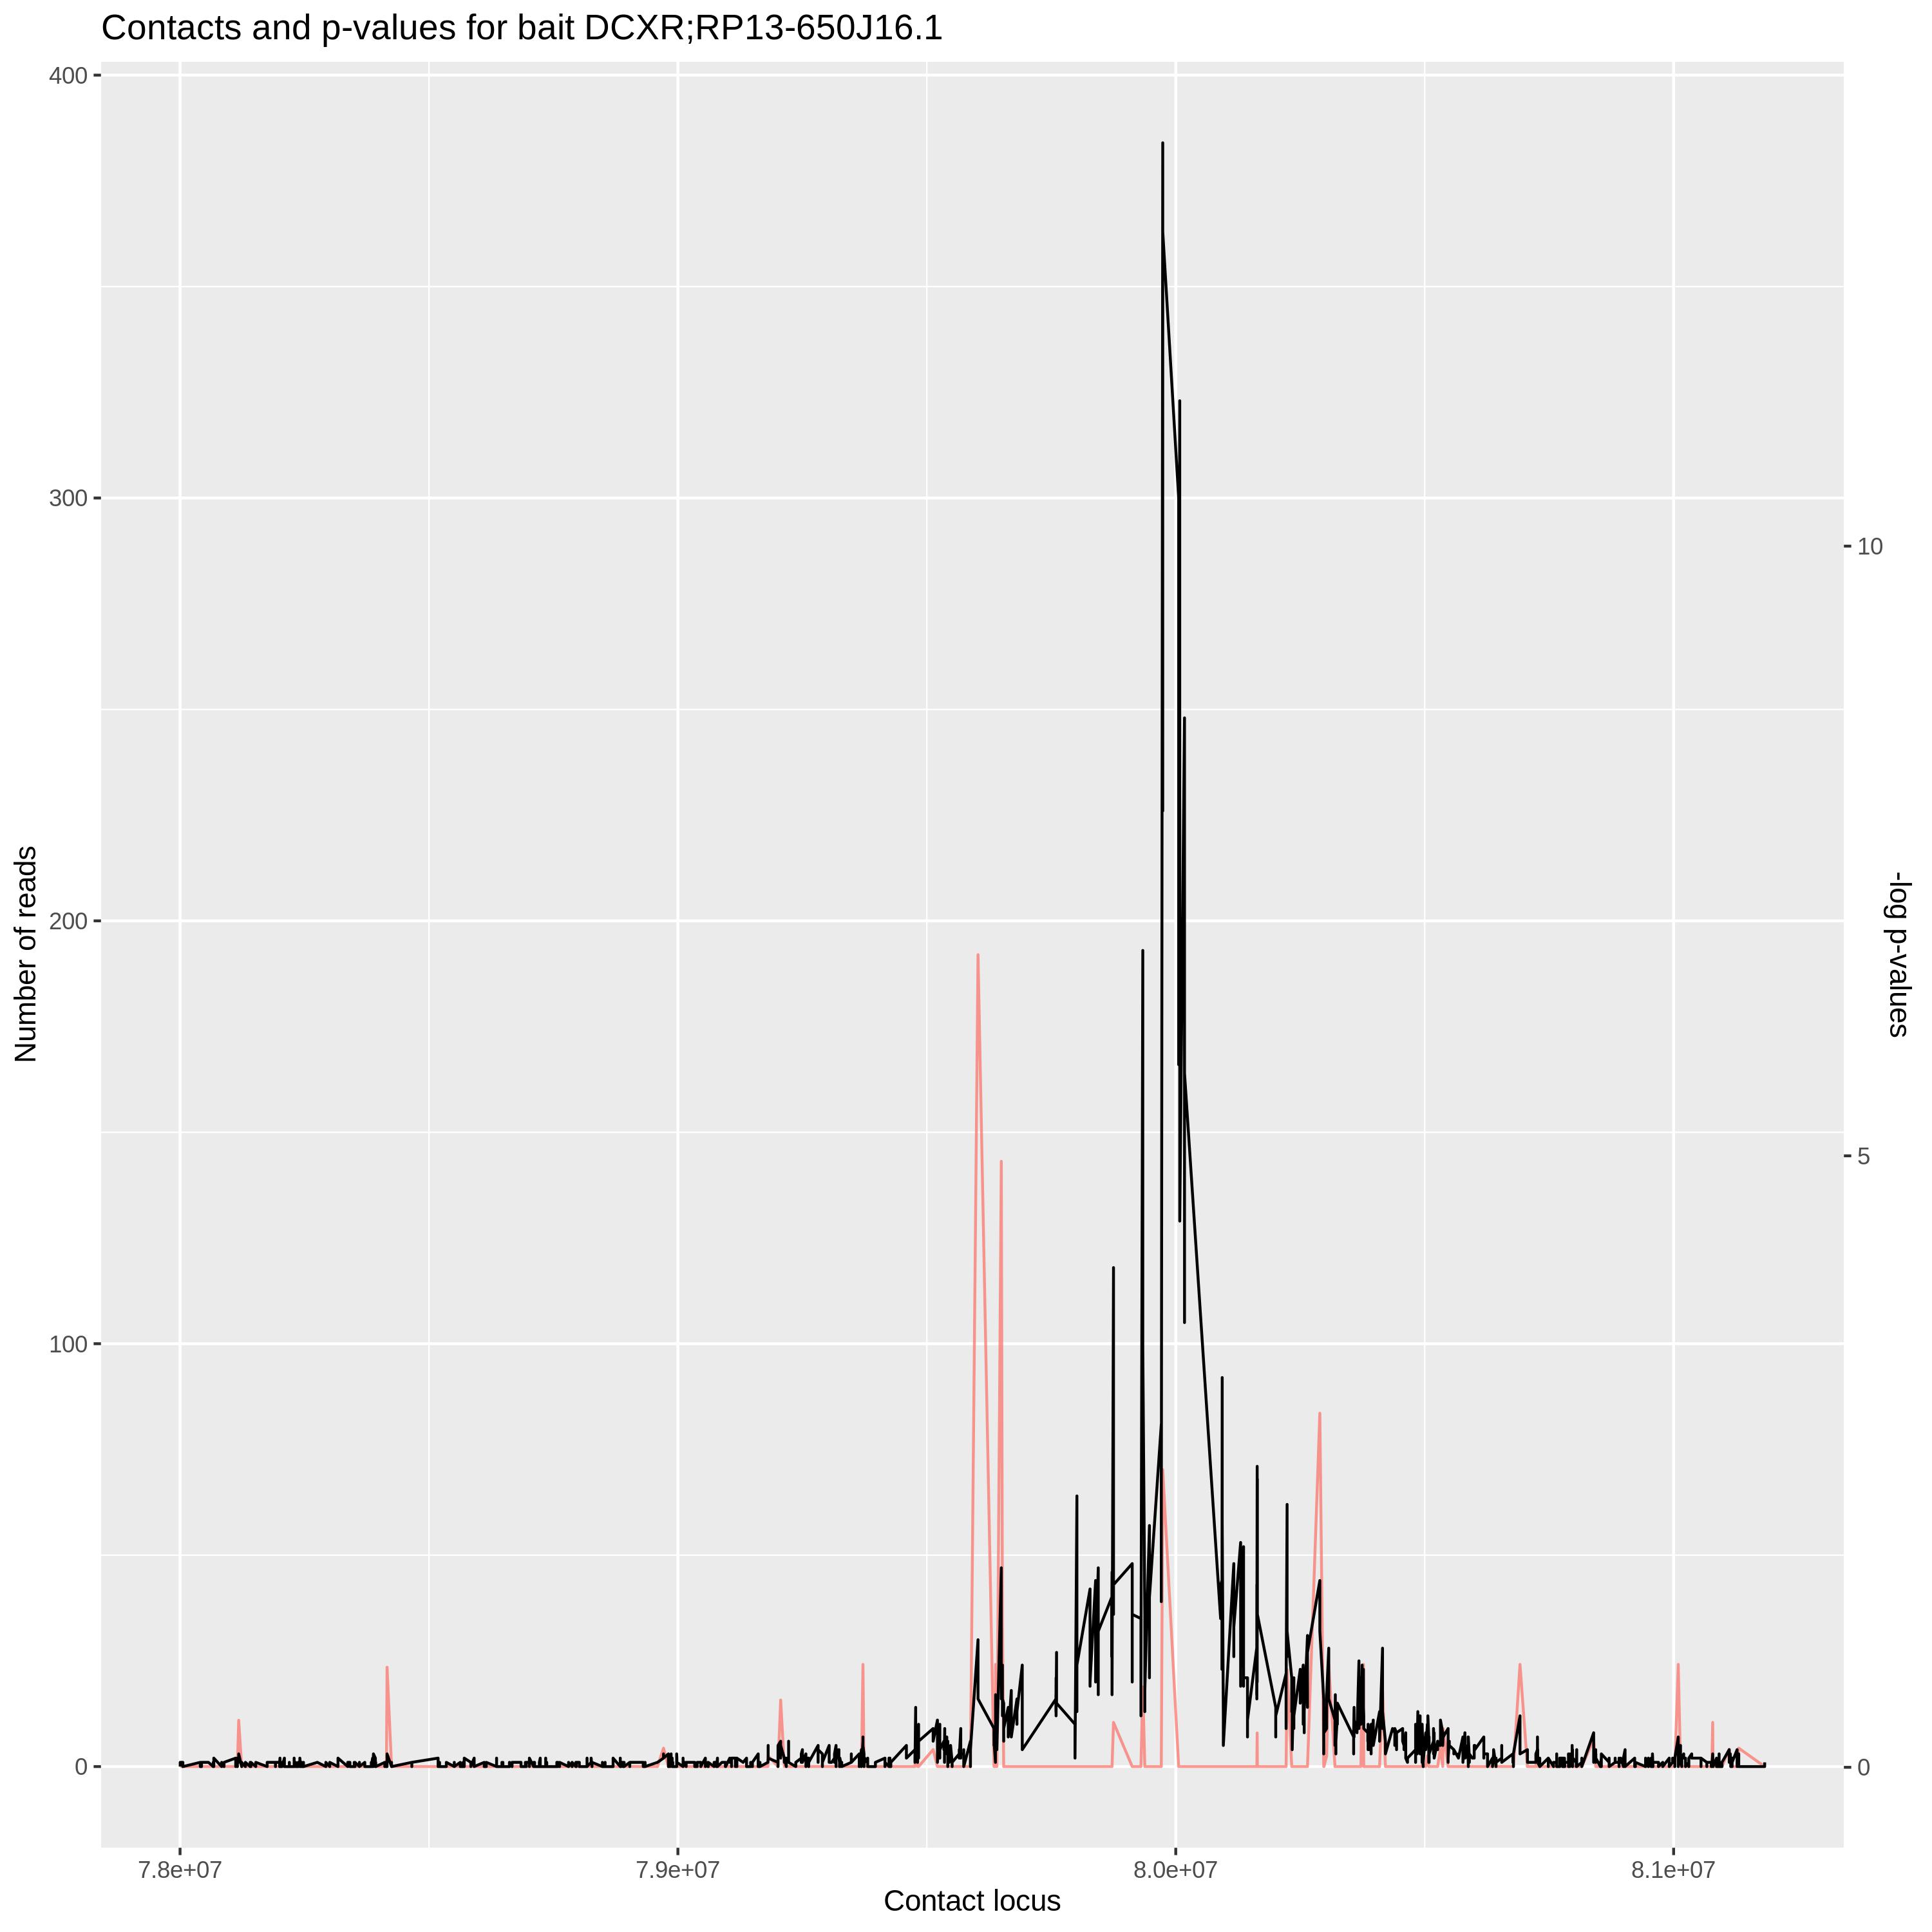 Contacts and p-values for bait DCXR;RP13-650J16.1
400
300
200
100
0
Number of reads
10
5
0
-log p-values
7.8e+07
7.9e+07
8.0e+07
8.1e+07
Contact locus